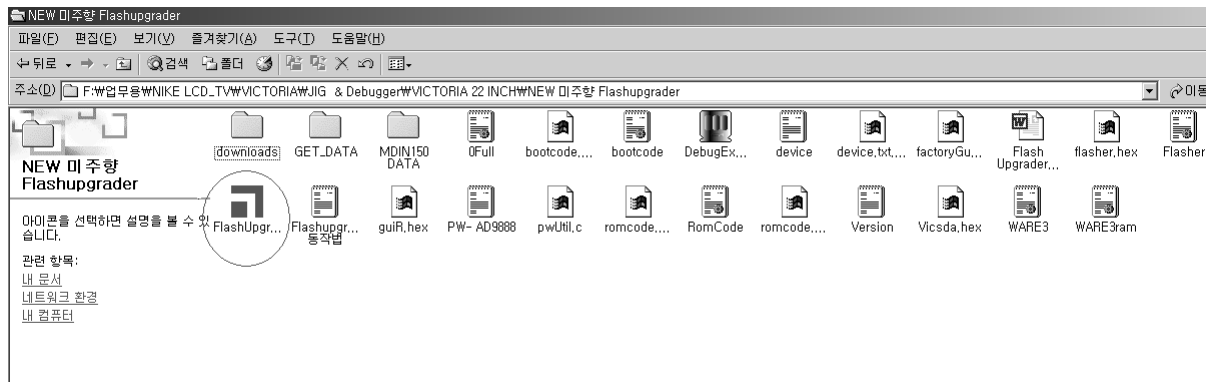 NEW 미주향 Flashupgrader
파일(F) 편집(E) 보기(V) 즐겨찾기(A) 도구(T) 도움말(H)
뒤로 검색 폴더
주소(D) F:\업무용\NIKE LCD_TV\VICTORIA\JIG & Debugger\VICTORIA 22 INCH\NEW 미주향 Flashupgrader 이동
NEW 미주향
Flashupgrader
아이콘을 선택하면 설명을 볼 수 있
습니다.
관련 항목:
내 문서
네트워크 환경
내 컴퓨터
downloads GET_DATA MDIN150 DATA 0Full bootcode,... bootcode DebugEx... device device,txt,... factoryGu... Flash Upgrader,... flasher,hex Flasher
FlashUpgr... Flashupgr... 동작법 guiR,hex PW- AD9888 pwUtil,c romcode,... RomCode romcode,... Version Vicsda,hex WARE3 WARE3ram